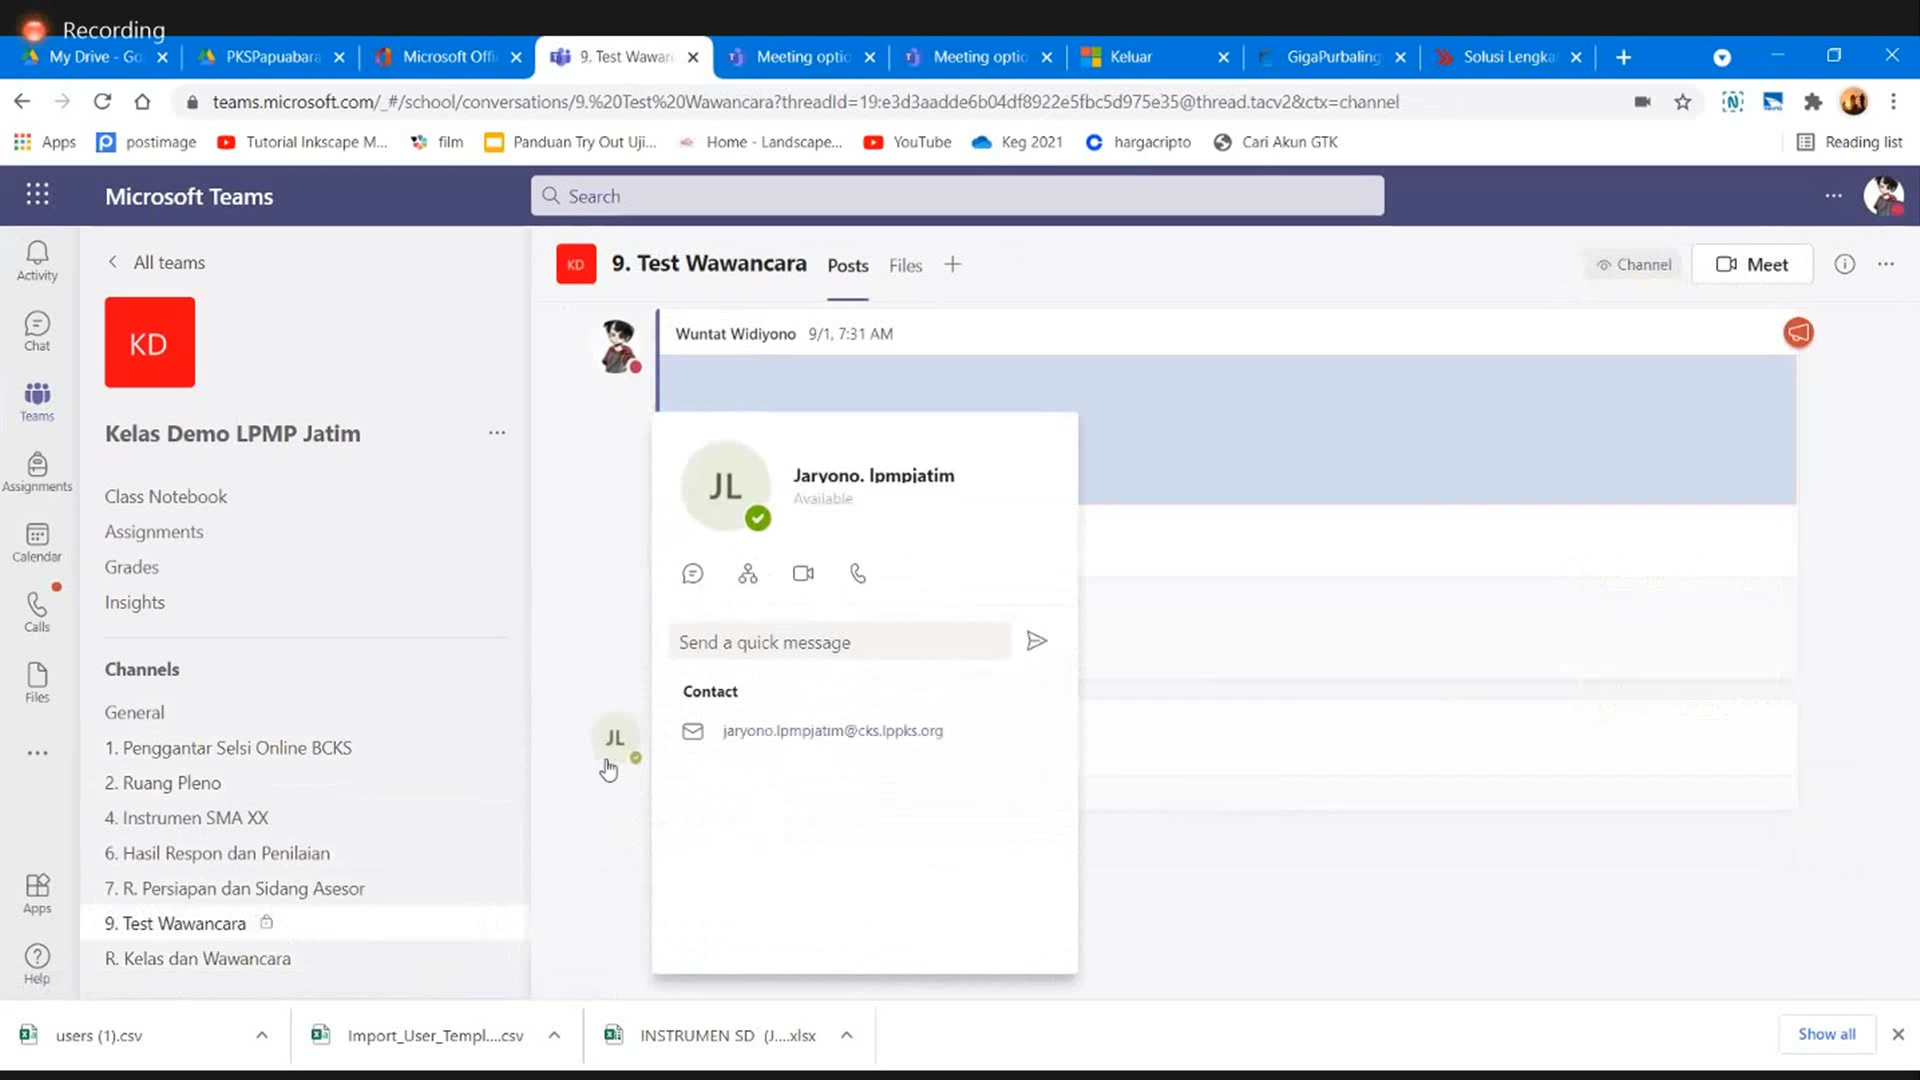 Recording
My Drive - Go
PKSPapuabara
Microsoft Offi
9. Test Wawan
Meeting optio
Meeting optio
Keluar
GigaPurbaling
Solusi Lengka
teams.microsoft.com/_#/school/conversations/9.%20Test%20Wawancara?threadId=19:e3d3aadde6b04df8922e5fbc5d975e35@thread.tacv2&ctx=channel
Apps
postimage
Tutorial Inkscape M...
film
Panduan Try Out Uji...
Home - Landscape...
YouTube
Keg 2021
hargacripto
Cari Akun GTK
Reading list
Microsoft Teams
Search
Activity
Chat
Teams
Assignments
Calendar
Calls
Files
Apps
Help
All teams
KD
Kelas Demo LPMP Jatim
Class Notebook
Assignments
Grades
Insights
Channels
General
1. Penggantar Selsi Online BCKS
2. Ruang Pleno
4. Instrumen SMA XX
6. Hasil Respon dan Penilaian
7. R. Persiapan dan Sidang Asesor
9. Test Wawancara
R. Kelas dan Wawancara
KD
9. Test Wawancara
Posts
Files
Channel
Meet
Wuntat Widiyono 9/1, 7:31 AM
JL
Jaryono. lpmpjatim
Available
Send a quick message
Contact
jaryono.lpmpjatim@cks.lppks.org
JL
users (1).csv
Import_User_Templ....csv
INSTRUMEN SD (J....xlsx
Show all